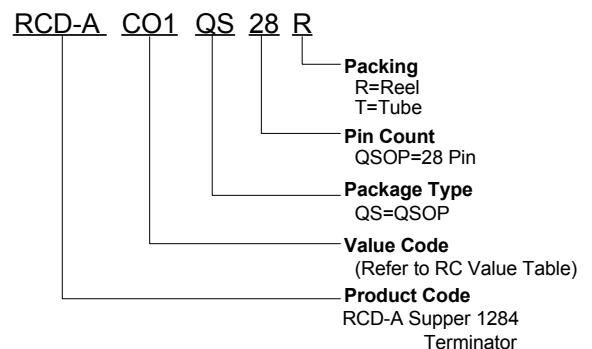 RCD-A CO1 QS 28 R
Packing
R=Reel
T=Tube
Pin Count
QSOP=28 Pin
Package Type
QS=QSOP
Value Code
(Refer to RC Value Table)
Product Code
RCD-A Supper 1284
Terminator